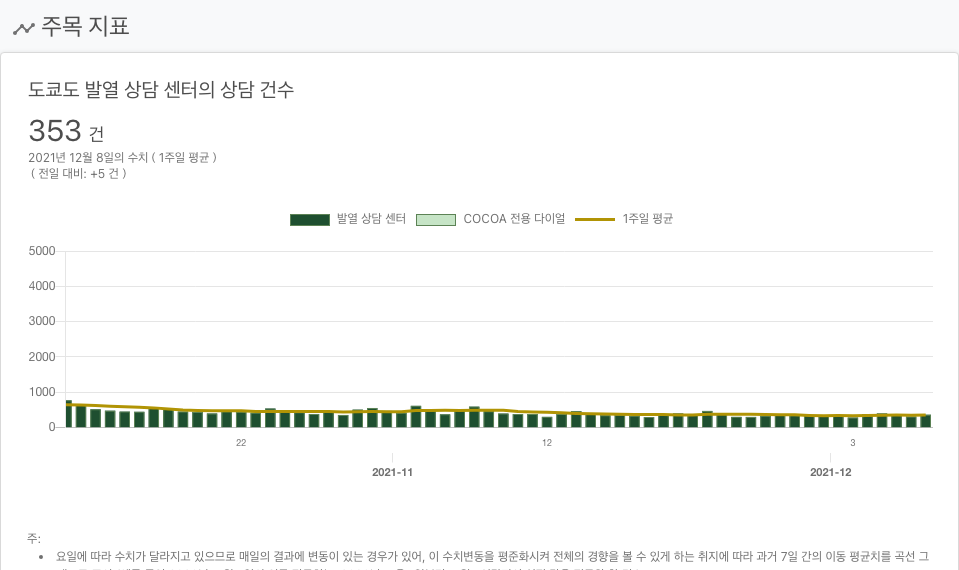 주목 지표
도쿄도 발열 상담 센터의 상담 건수
353 건
2021년 12월 8일의 수치 ( 1주일 평균 )
( 전일 대비: +5 건 )
발열 상담 센터 COCOA 전용 다이얼 1주일 평균
5000
4000
3000
2000
1000
0
22 12 3
2021-11 2021-12
주:
• 요일에 따라 수치가 달라지고 있으므로 매일의 결과에 변동이 있는 경우가 있어, 이 수치변동을 평준화시켜 전체의 경향을 볼 수 있게 하는 취지에 따라 과거 7일 간의 이동 평균치를 곡선 그